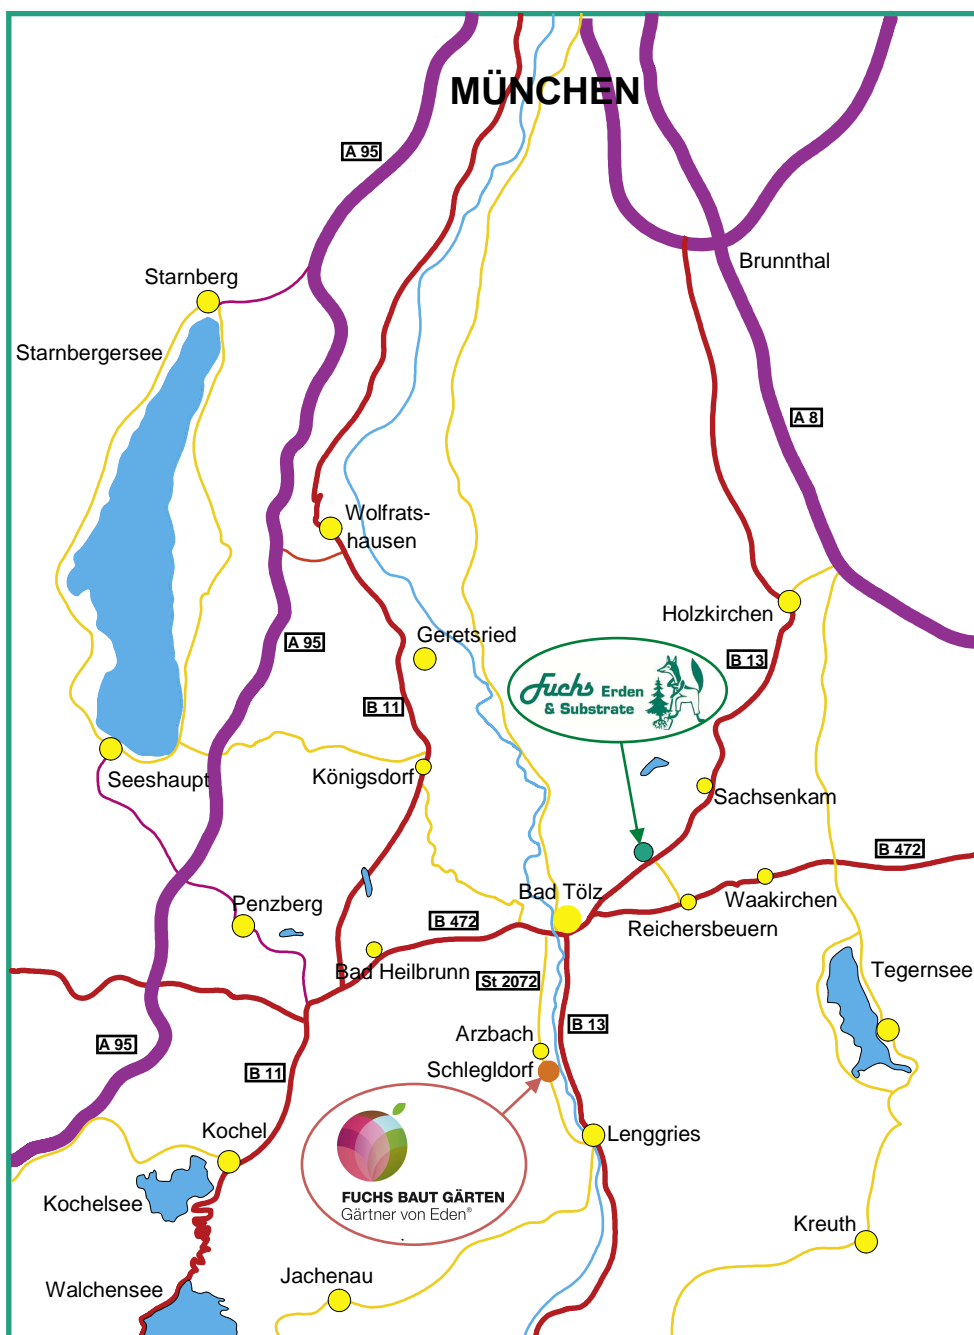 MÜNCHEN
A 95
Brunnthal
Starnberg
Starnbergersee
A 8
Wolfrats-
hausen
Holzkirchen
Geretsried
A 95
B 13
Fuchs Erden
& Substrate
B 11
Königsdorf
Seeshaupt
Sachsenkam
B 472
Bad Tölz
Waakirchen
Penzberg
B 472
Reichersbeuern
Bad Heilbrunn
Tegernsee
St 2072
B 13
Arzbach
A 95
B 11
Schlegldorf
Kochel
Lenggries
FUCHS BAUT GÄRTEN
Gärtner von Eden®
Kochelsee
Kreuth
Jachenau
Walchensee